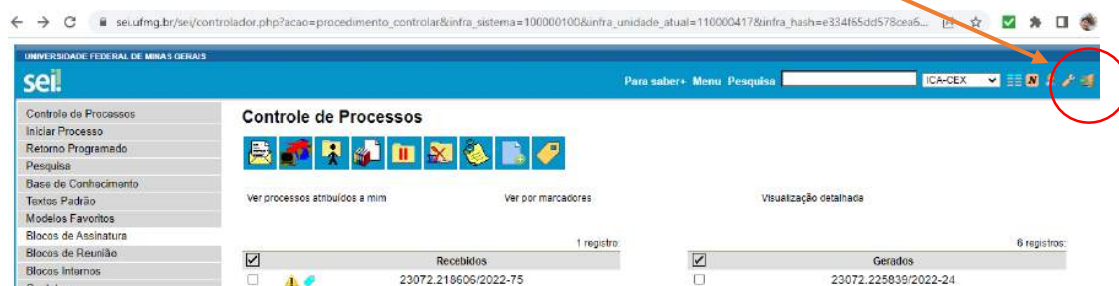 sei.ufmg.br/sei/controlador.php?acao=procedimento_controlar&infra_sistema=100000100&infra_unidade_atual=110000417&infra_hash=e334f65dd578cea6...
UNIVERSIDADE FEDERAL DE MINAS GERAIS
sei!
Para saber+ Menu Pesquisa
ICA-CEX
N
Controle de Processos
Iniciar Processo
Retorno Programado
Pesquisa
Base de Conhecimento
Textos Padrão
Modelos Favoritos
Blocos de Assinatura
Blocos de Reunião
Blocos Internos
Controle de Processos
Ver processos atribuídos a mim
Ver por marcadores
Visualização detalhada
1 registro:
Recebidos
23072.218606/2022-75
6 registros:
Gerados
23072.225839/2022-24